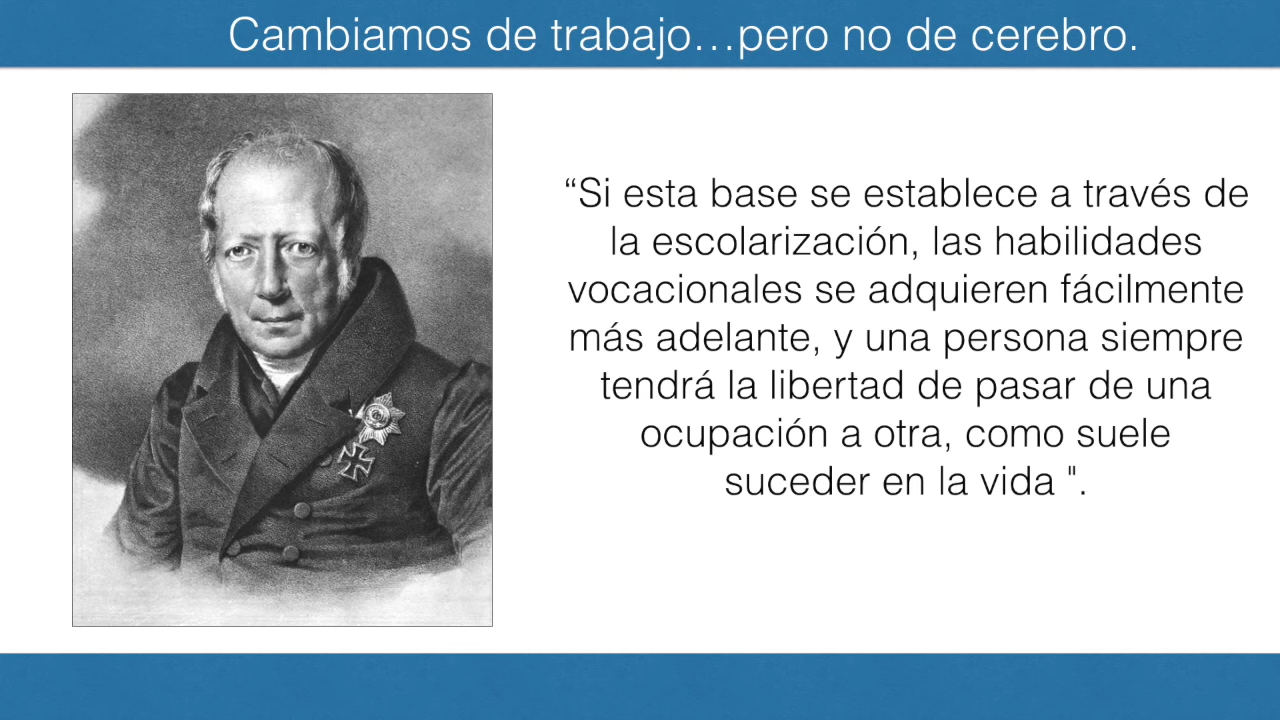 Cambiamos de trabajo...pero no de cerebro.
“Si esta base se establece a través de
la escolarización, las habilidades
vocacionales se adquieren fácilmente
más adelante, y una persona siempre
tendrá la libertad de pasar de una
ocupación a otra, como suele
suceder en la vida ".